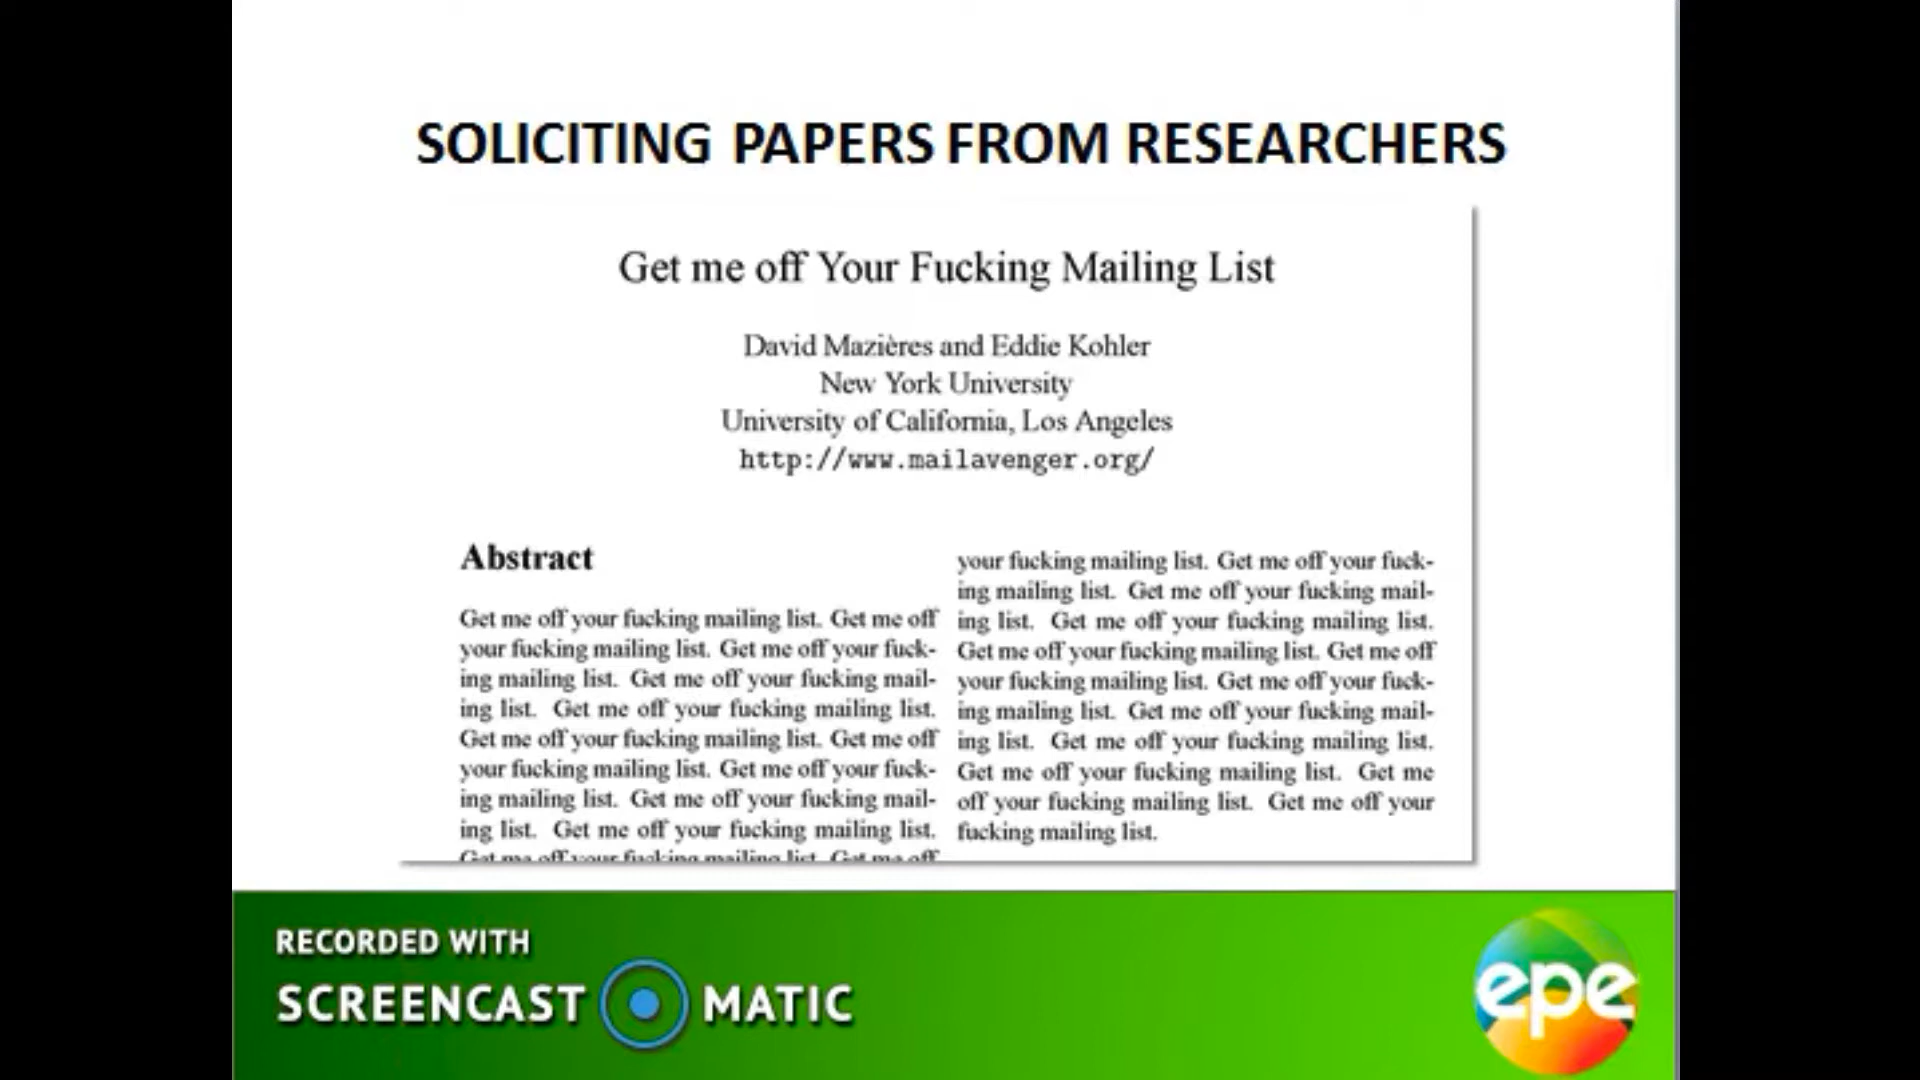 SOLICITING PAPERS FROM RESEARCHERS
Get me off Your Fucking Mailing List
David Mazières and Eddie Kohler
New York University
University of California, Los Angeles
http://www.mailavenger.org/
Abstract
Get me off your fucking mailing list. Get me off
your fucking mailing list. Get me off your fuck-
ing mailing list. Get me off your fucking mail-
ing list. Get me off your fucking mailing list.
Get me off your fucking mailing list. Get me off
your fucking mailing list. Get me off your fuck-
ing mailing list. Get me off your fucking mail-
ing list. Get me off your fucking mailing list.
Get me off your fucking mailing list. Get me off
your fucking mailing list. Get me off your fuck-
ing mailing list. Get me off your fucking mail-
ing list. Get me off your fucking mailing list.
Get me off your fucking mailing list. Get me off
your fucking mailing list. Get me off your fuck-
ing mailing list. Get me off your fucking mail-
ing list. Get me off your fucking mailing list.
Get me off your fucking mailing list. Get me
off your fucking mailing list. Get me off your
fucking mailing list.
RECORDED WITH
SCREENCAST MATIC
epe